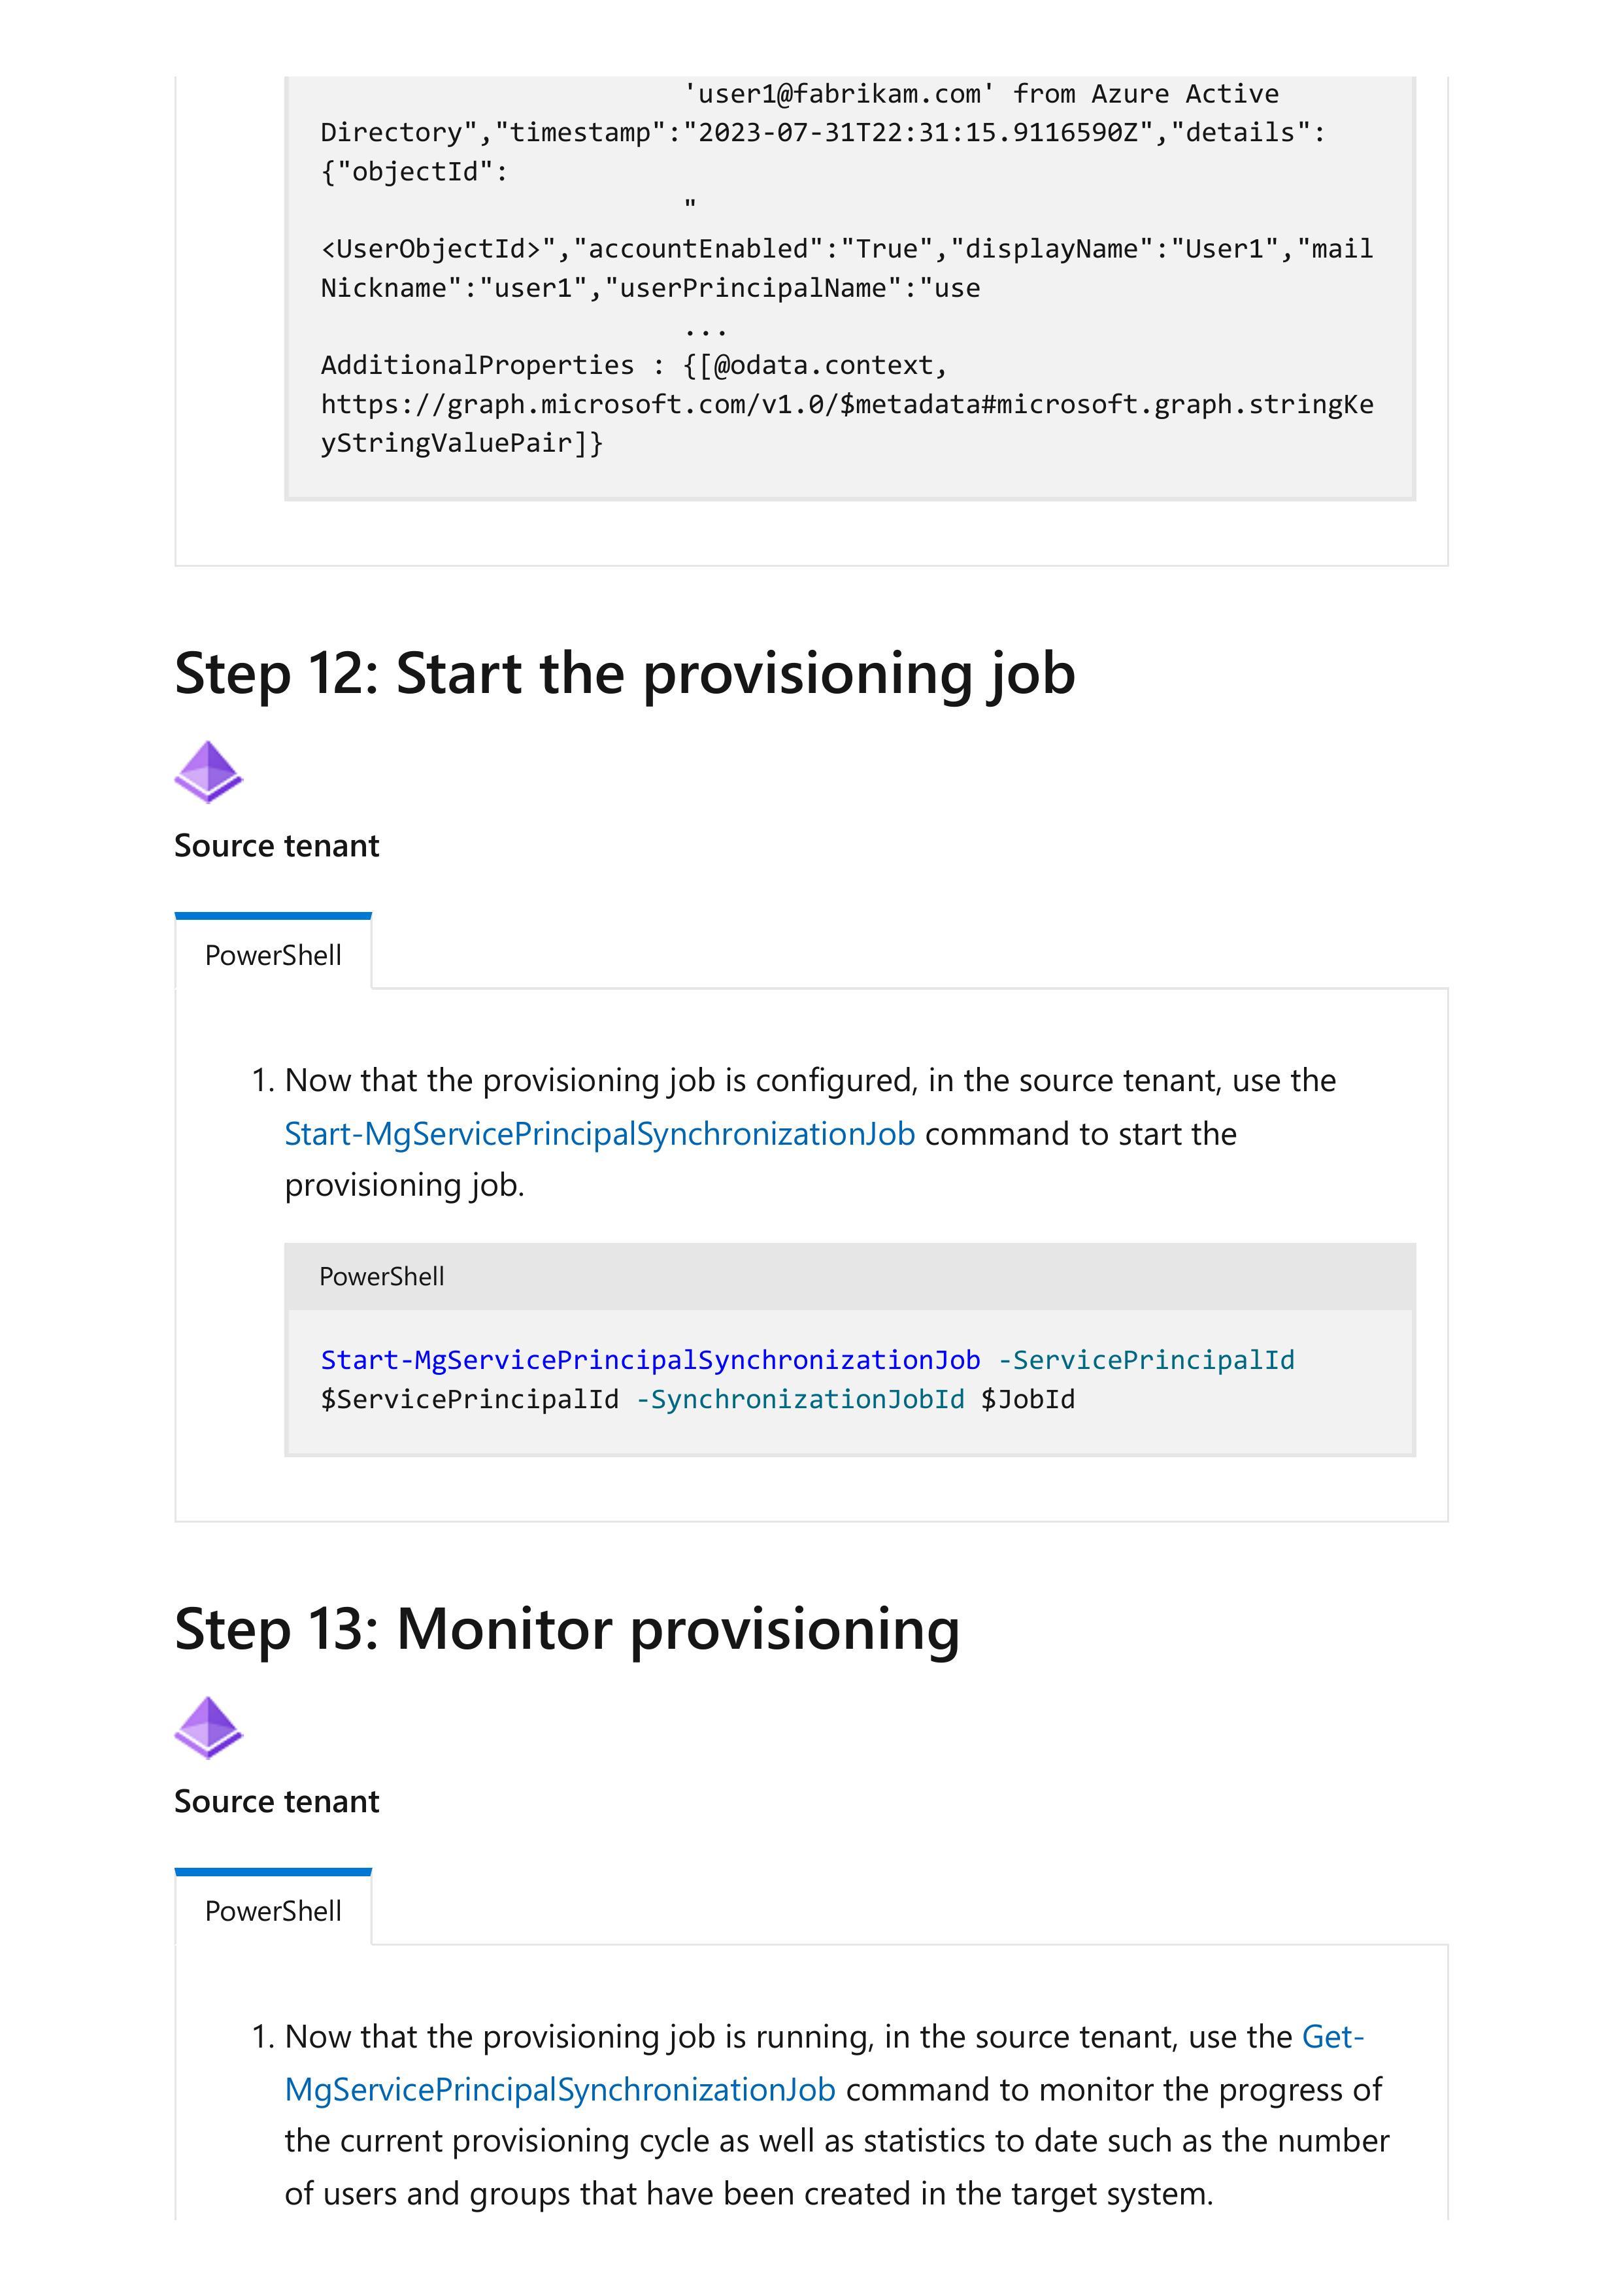 'user1@fabrikam.com' from Azure Active
Directory","timestamp":"2023-07-31T22:31:15.9116590Z","details":
{"objectId":
"
<UserObjectId>","accountEnabled":"True","displayName":"User1","mail
Nickname":"user1","userPrincipalName":"use
...
AdditionalProperties : {[@odata.context,
https://graph.microsoft.com/v1.0/$metadata#microsoft.graph.stringKe
yStringValuePair]}
Step 12: Start the provisioning job
Source tenant
PowerShell
1. Now that the provisioning job is configured, in the source tenant, use the
Start-MgServicePrincipalSynchronizationJob command to start the
provisioning job.
PowerShell
Start-MgServicePrincipalSynchronizationJob -ServicePrincipalId
$ServicePrincipalId -SynchronizationJobId $JobId
Step 13: Monitor provisioning
Source tenant
PowerShell
1. Now that the provisioning job is running, in the source tenant, use the Get-
MgServicePrincipalSynchronizationJob command to monitor the progress of
the current provisioning cycle as well as statistics to date such as the number
of users and groups that have been created in the target system.